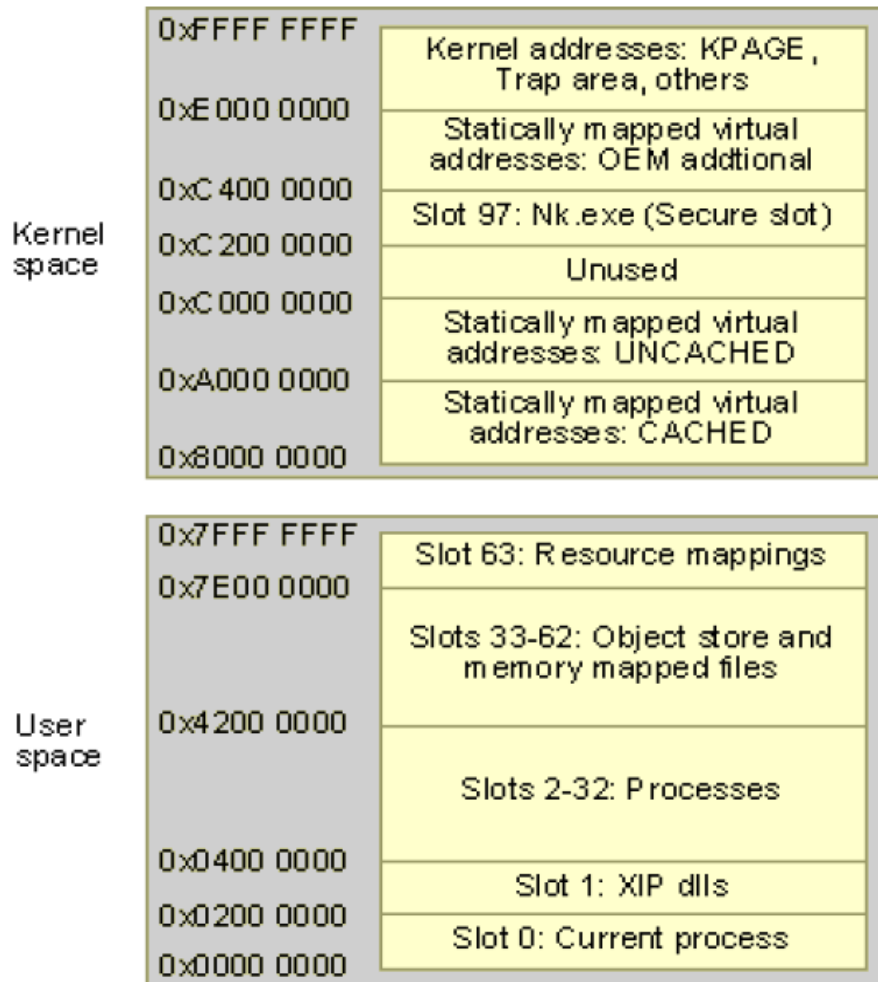 0xFFFF FFFF
Kernel addresses: KPAGE,
Trap area, others
0xE000 0000
Statically mapped virtual
addresses: OEM addtional
0xC400 0000
Slot 97: Nk.exe (Secure slot)
Kernel
space
0xC200 0000
Unused
0xC000 0000
Statically mapped virtual
addresses: UNCACHED
0xA000 0000
Statically mapped virtual
addresses: CACHED
0x8000 0000
0x7FFF FFFF
Slot 63: Resource mappings
0x7E00 0000
Slots 33-62: Object store and
memory mapped files
User
space
0x4200 0000
Slots 2-32: Processes
0x0400 0000
Slot 1: XIP dlls
0x0200 0000
Slot 0: Current process
0x0000 0000